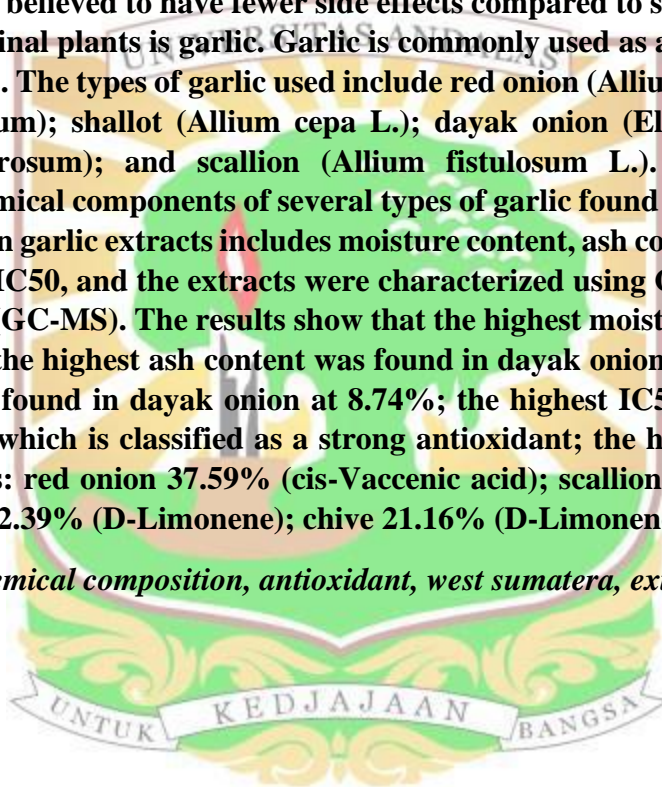 believed to have fewer side effects compared to s
inal plants is garlic. Garlic is commonly used as a
UNIVERSITAS ANDALAS
. The types of garlic used include red onion (Alliu
um); shallot (Allium cepa L.); dayak onion (El
rosum); and scallion (Allium fistulosum L.).
mical components of several types of garlic found
n garlic extracts includes moisture content, ash co
IC50, and the extracts were characterized using G
(GC-MS). The results show that the highest moist
the highest ash content was found in dayak onion
found in dayak onion at 8.74%; the highest IC5
which is classified as a strong antioxidant; the h
s: red onion 37.59% (cis-Vaccenic acid); scallion
2.39% (D-Limonene); chive 21.16% (D-Limonen
emical composition, antioxidant, west sumatera, ex
UNTUK KEDJAJAAN BANGSA